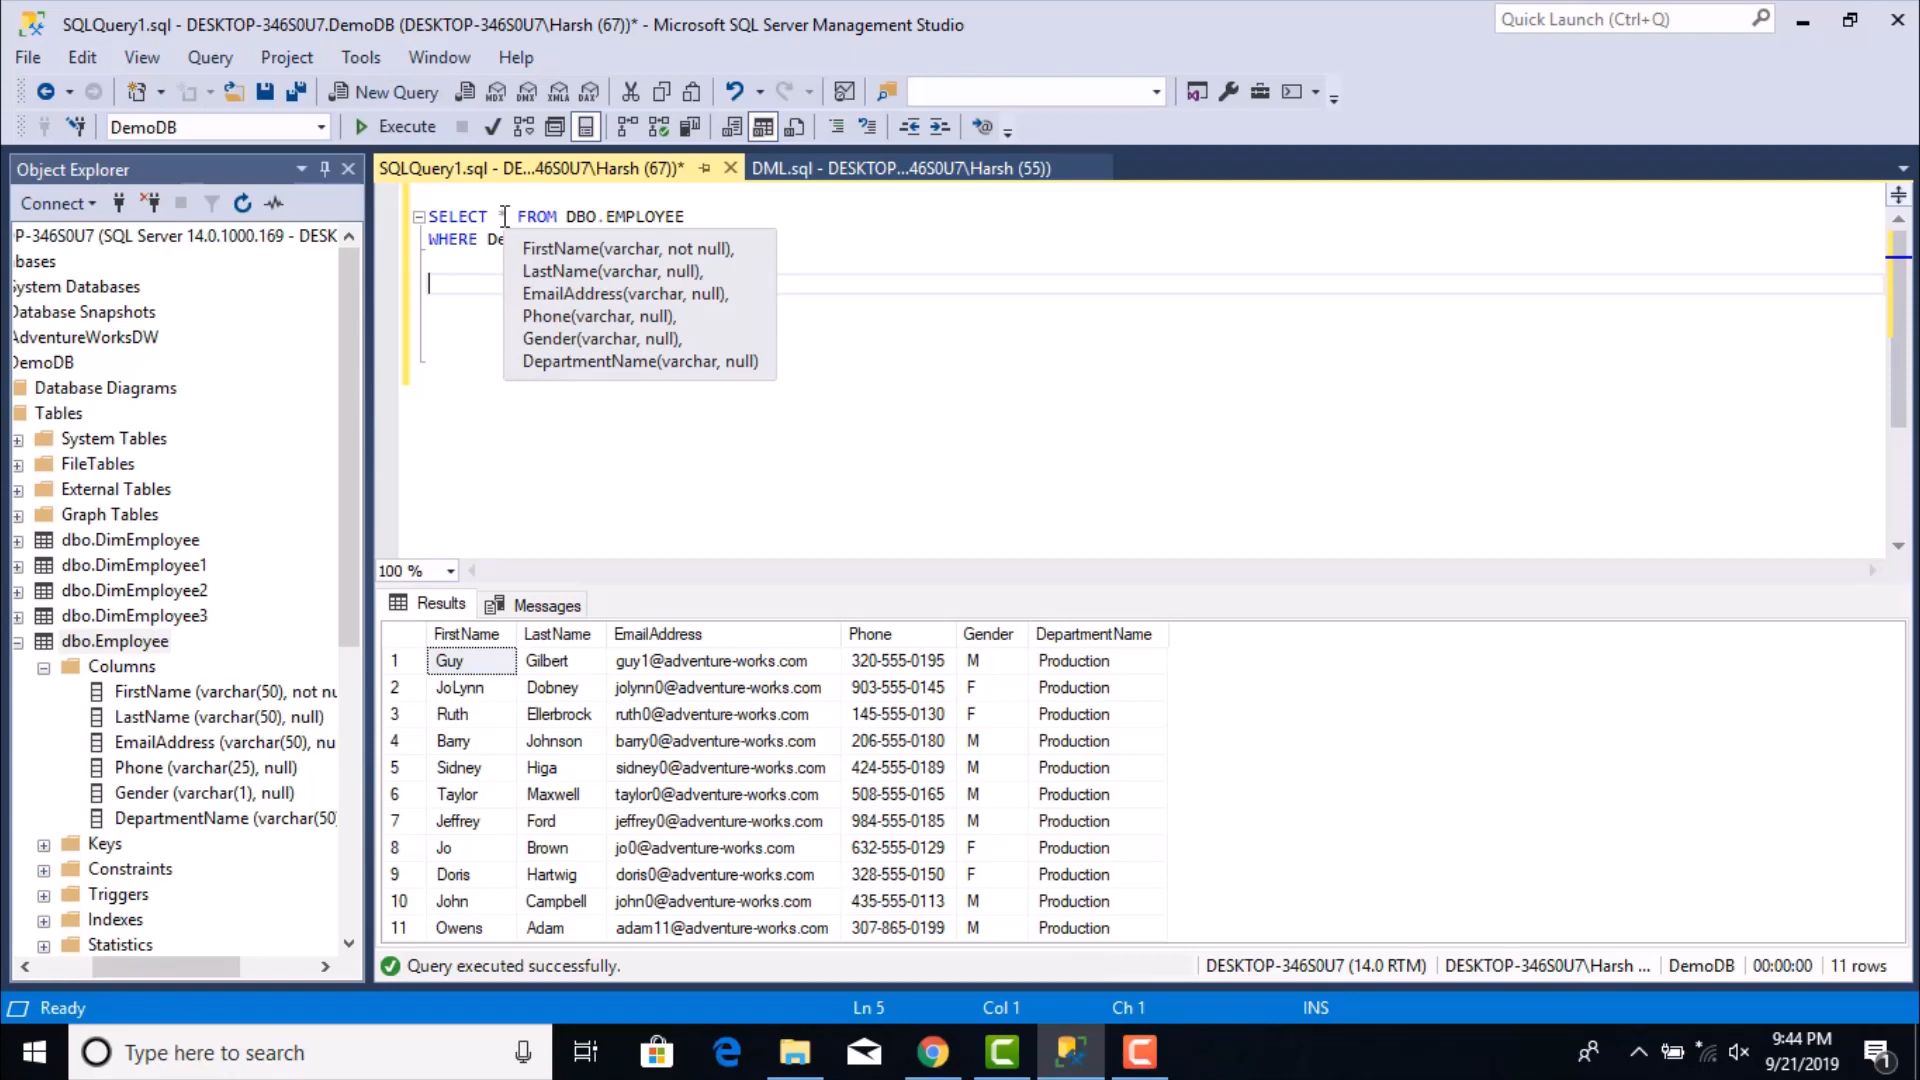 SQLQuery1.sql - DESKTOP-346S0U7.DemoDB (DESKTOP-346S0U7\Harsh (67))* - Microsoft SQL Server Management Studio
Quick Launch (Ctrl+Q)
File Edit View Query Project Tools Window Help
New Query
MDX DMX XMLA DAX
DemoDB
Execute
Object Explorer
SQLQuery1.sql - DE...46S0U7\Harsh (67))*
DML.sql - DESKTOP...46S0U7\Harsh (55))
Connect
P-346S0U7 (SQL Server 14.0.1000.169 - DESK
bases
System Databases
Database Snapshots
AdventureWorksDW
DemoDB
Database Diagrams
Tables
System Tables
FileTables
External Tables
Graph Tables
dbo.DimEmployee
dbo.DimEmployee1
dbo.DimEmployee2
dbo.DimEmployee3
dbo.Employee
Columns
FirstName (varchar(50), not nu
LastName (varchar(50), null)
EmailAddress (varchar(50), nu
Phone (varchar(25), null)
Gender (varchar(1), null)
DepartmentName (varchar(50)
Keys
Constraints
Triggers
Indexes
Statistics
SELECT * FROM DBO.EMPLOYEE
WHERE De
FirstName(varchar, not null),
LastName(varchar, null),
EmailAddress(varchar, null),
Phone(varchar, null),
Gender(varchar, null),
DepartmentName(varchar, null)
100 %
Results Messages
FirstName LastName EmailAddress Phone Gender DepartmentName
1 Guy Gilbert guy1@adventure-works.com 320-555-0195 M Production
2 JoLynn Dobney jolynn0@adventure-works.com 903-555-0145 F Production
3 Ruth Ellerbrock ruth0@adventure-works.com 145-555-0130 F Production
4 Barry Johnson barry0@adventure-works.com 206-555-0180 M Production
5 Sidney Higa sidney0@adventure-works.com 424-555-0189 M Production
6 Taylor Maxwell taylor0@adventure-works.com 508-555-0165 M Production
7 Jeffrey Ford jeffrey0@adventure-works.com 984-555-0185 M Production
8 Jo Brown jo0@adventure-works.com 632-555-0129 F Production
9 Doris Hartwig doris0@adventure-works.com 328-555-0150 F Production
10 John Campbell john0@adventure-works.com 435-555-0113 M Production
11 Owens Adam adam11@adventure-works.com 307-865-0199 M Production
Query executed successfully.
DESKTOP-346S0U7 (14.0 RTM) DESKTOP-346S0U7\Harsh ... DemoDB 00:00:00 11 rows
Ready Ln 5 Col 1 Ch 1 INS
Type here to search
9:44 PM
9/21/2019
1